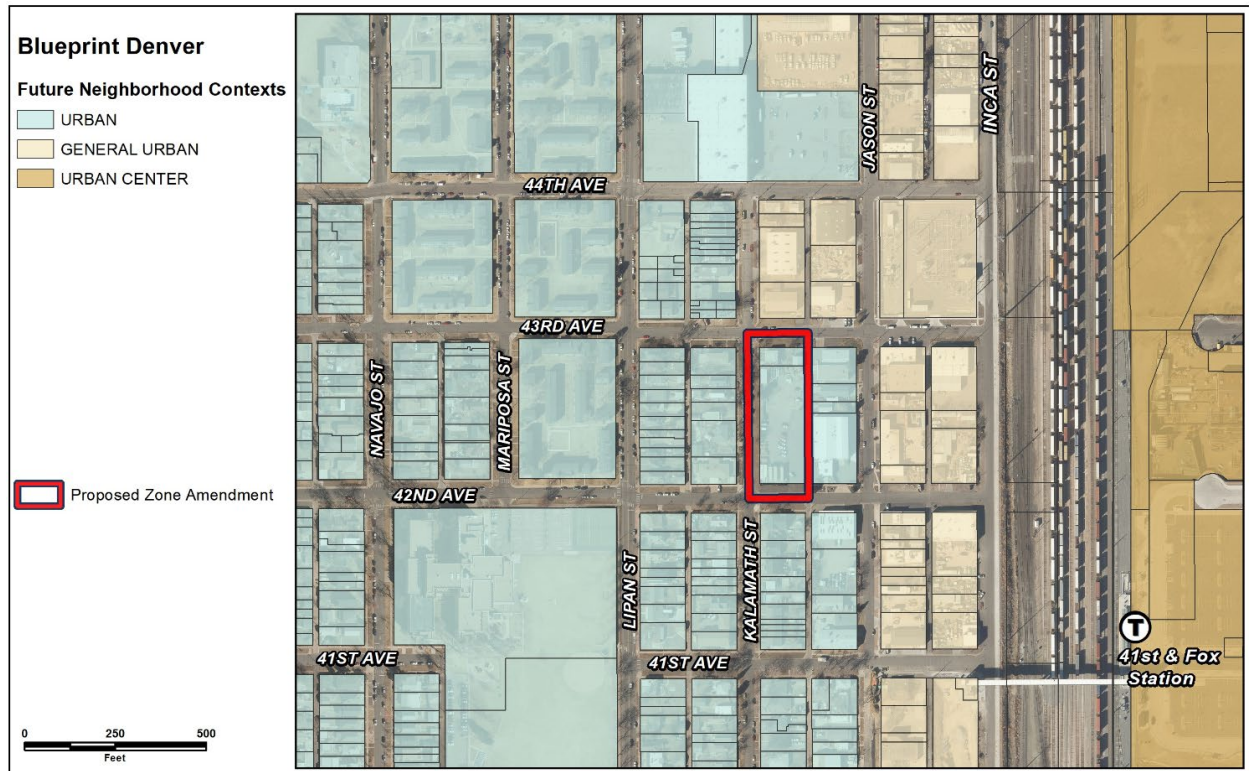 Blueprint Denver
Future Neighborhood Contexts
URBAN
GENERAL URBAN
URBAN CENTER
Proposed Zone Amendment
0 250 500
Feet
JASON ST
INCA ST
44TH AVE
43RD AVE
NAVAJO ST
MARIPOSA ST
42ND AVE
LIPAN ST
KALAMATH ST
41ST AVE
41ST AVE
T
41st & Fox
Station